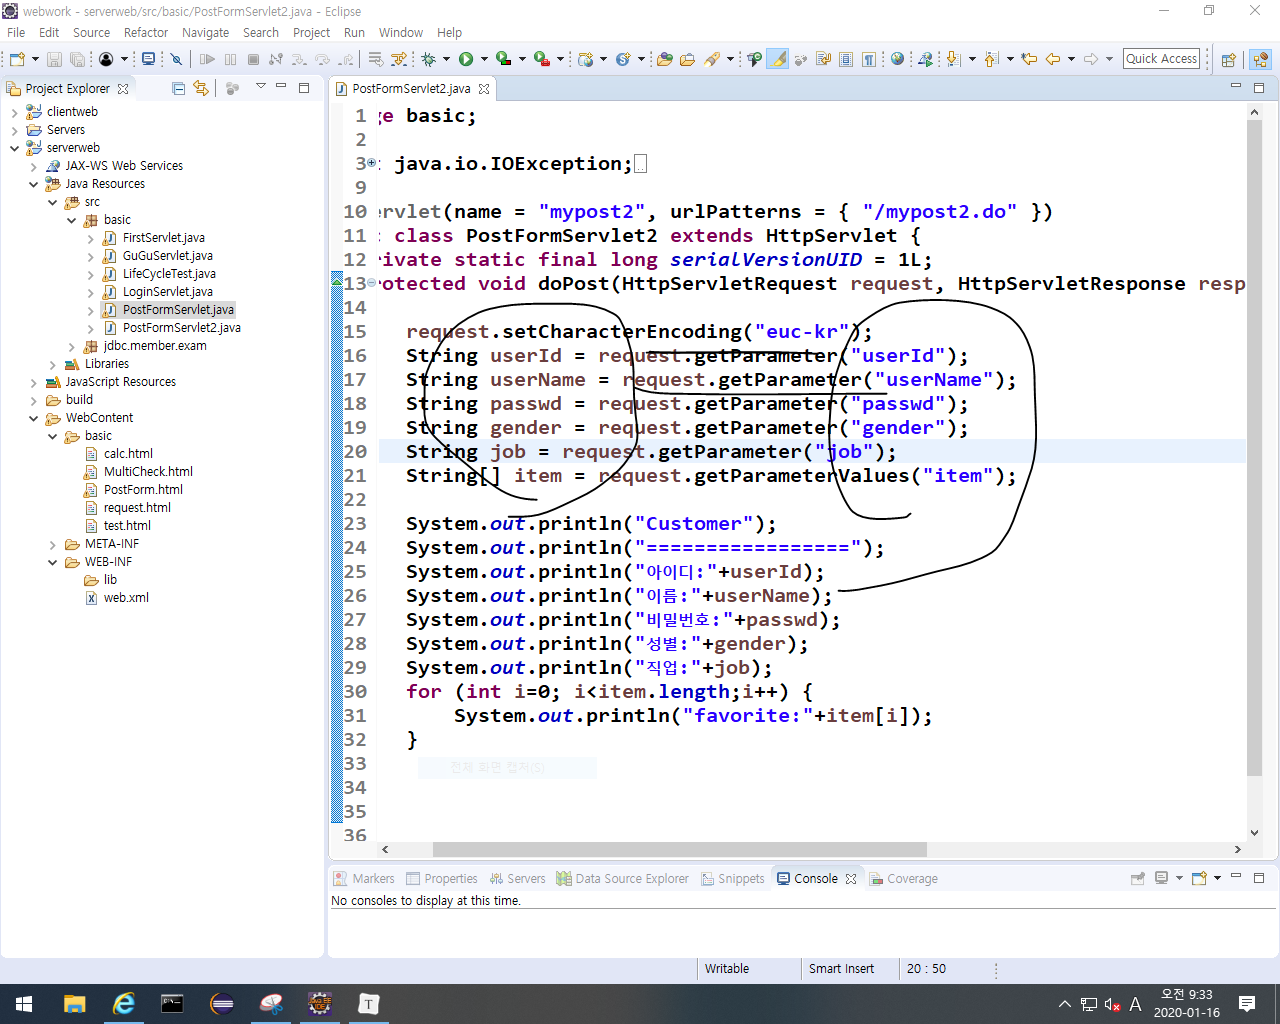 webwork - serverweb/src/basic/PostFormServlet2.java - Eclipse
File Edit Source Refactor Navigate Search Project Run Window Help
Quick Access
Project Explorer
clientweb
Servers
serverweb
JAX-WS Web Services
Java Resources
src
basic
FirstServlet.java
GuGuServlet.java
LifeCycleTest.java
LoginServlet.java
PostFormServlet.java
PostFormServlet2.java
jdbc.member.exam
Libraries
JavaScript Resources
build
WebContent
basic
calc.html
MultiCheck.html
PostForm.html
request.html
test.html
META-INF
WEB-INF
lib
web.xml
PostFormServlet2.java
1 ge basic;
2
3 java.io.IOException;
9
10 ervlet(name = "mypost2", urlPatterns = { "/mypost2.do" })
11 class PostFormServlet2 extends HttpServlet {
12 rivate static final long serialVersionUID = 1L;
13 otected void doPost(HttpServletRequest request, HttpServletResponse resp
14
15 request.setCharacterEncoding("euc-kr");
16 String userId = request.getParameter("userId");
17 String userName = request.getParameter("userName");
18 String passwd = request.getParameter("passwd");
19 String gender = request.getParameter("gender");
20 String job = request.getParameter("job");
21 String[] item = request.getParameterValues("item");
22
23 System.out.println("Customer");
24 System.out.println("=================");
25 System.out.println("아이디:"+userId);
26 System.out.println("이름:"+userName);
27 System.out.println("비밀번호:"+passwd);
28 System.out.println("성별:"+gender);
29 System.out.println("직업:"+job);
30 for (int i=0; i<item.length;i++) {
31 System.out.println("favorite:"+item[i]);
32 }
33
전체 화면 캡처(S)
34
35
36
Markers Properties Servers Data Source Explorer Snippets Console Coverage
No consoles to display at this time.
Writable Smart Insert 20 : 50
A 오전 9:33
2020-01-16